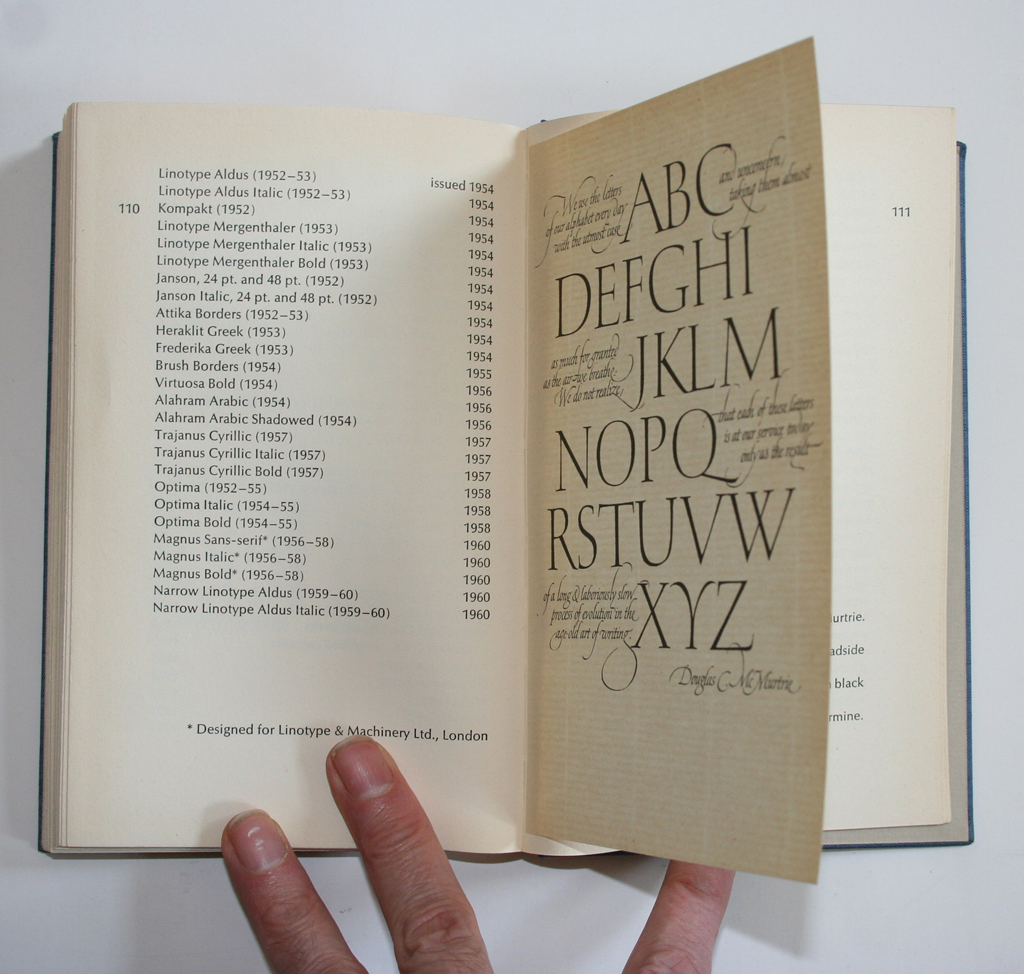 Linotype Aldus (1952–53) issued 1954
Linotype Aldus Italic (1952–53) 1954
110 Kompakt (1952) 1954
Linotype Mergenthaler (1953) 1954
Linotype Mergenthaler Italic (1953) 1954
Linotype Mergenthaler Bold (1953) 1954
Janson, 24 pt. and 48 pt. (1952) 1954
Janson Italic, 24 pt. and 48 pt. (1952) 1954
Attika Borders (1952–53) 1954
Heraklit Greek (1953) 1954
Frederika Greek (1953) 1954
Brush Borders (1954) 1955
Virtuosa Bold (1954) 1956
Alahram Arabic (1954) 1956
Alahram Arabic Shadowed (1954) 1956
Trajanus Cyrillic (1957) 1957
Trajanus Cyrillic Italic (1957) 1957
Trajanus Cyrillic Bold (1957) 1957
Optima (1952–55) 1958
Optima Italic (1954–55) 1958
Optima Bold (1954–55) 1958
Magnus Sans-serif* (1956–58) 1960
Magnus Italic* (1956–58) 1960
Magnus Bold* (1956–58) 1960
Narrow Linotype Aldus (1959–60) 1960
Narrow Linotype Aldus Italic (1959–60) 1960
* Designed for Linotype & Machinery Ltd., London
We use the letters
of our alphabet every day
with the utmost ease
ABC
and unconcern,
taking them almost
DEFGHI
as much for granted
as the air we breathe.
We do not realize
JKLM
NOPQ
that each of these letters
is at our service today
only as the result
RSTUVW
of a long & laboriously slow
process of evolution in the
age-old art of writing.
XYZ
Douglas C. McMurtrie
111
urtrie.
adside
black
rmine.